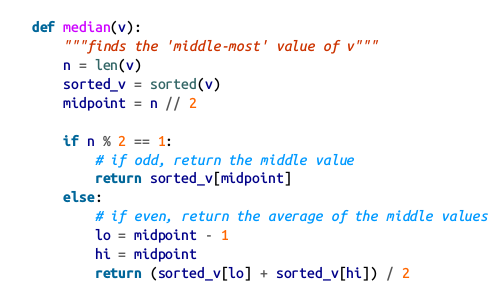 def median(v):
    """finds the 'middle-most' value of v"""
    n = len(v)
    sorted_v = sorted(v)
    midpoint = n // 2

    if n % 2 == 1:
        # if odd, return the middle value
        return sorted_v[midpoint]
    else:
        # if even, return the average of the middle values
        lo = midpoint - 1
        hi = midpoint
        return (sorted_v[lo] + sorted_v[hi]) / 2